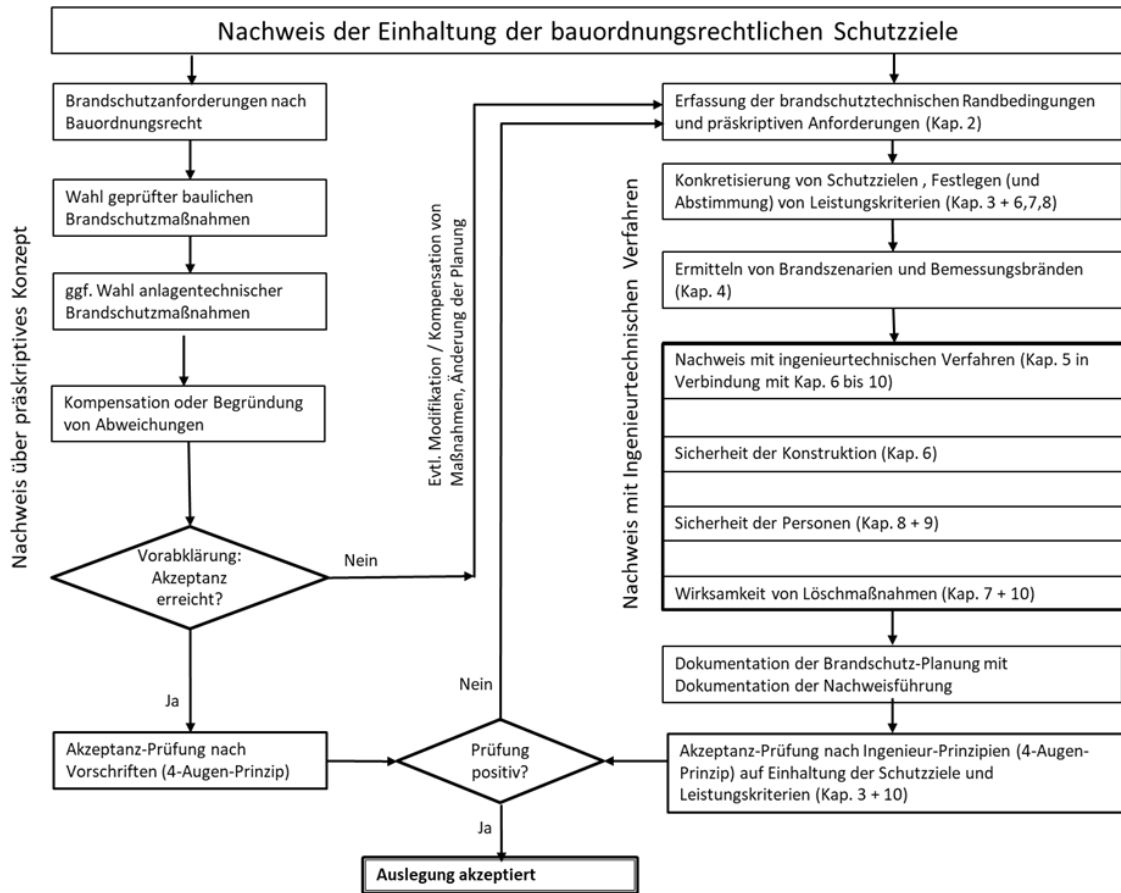 Nachweis der Einhaltung der bauordnungsrechtlichen Schutzziele
Nachweis über präskriptives Konzept
Brandschutzanforderungen nach
Bauordnungsrecht
Wahl geprüfter baulichen
Brandschutzmaßnahmen
ggf. Wahl anlagentechnischer
Brandschutzmaßnahmen
Kompensation oder Begründung
von Abweichungen
Vorabklärung:
Akzeptanz
erreicht?
Nein
Ja
Akzeptanz-Prüfung nach
Vorschriften (4-Augen-Prinzip)
Evtl. Modifikation / Kompensation von
Maßnahmen, Änderung der Planung
Nachweis mit Ingenieurtechnischen Verfahren
Erfassung der brandschutztechnischen Randbedingungen
und präskriptiven Anforderungen (Kap. 2)
Konkretisierung von Schutzzielen , Festlegen (und
Abstimmung) von Leistungskriterien (Kap. 3 + 6,7,8)
Ermitteln von Brandszenarien und Bemessungsbränden
(Kap. 4)
Nachweis mit ingenieurtechnischen Verfahren (Kap. 5 in
Verbindung mit Kap. 6 bis 10)
Sicherheit der Konstruktion (Kap. 6)
Sicherheit der Personen (Kap. 8 + 9)
Wirksamkeit von Löschmaßnahmen (Kap. 7 + 10)
Dokumentation der Brandschutz-Planung mit
Dokumentation der Nachweisführung
Akzeptanz-Prüfung nach Ingenieur-Prinzipien (4-Augen-
Prinzip) auf Einhaltung der Schutzziele und
Leistungskriterien (Kap. 3 + 10)
Nein
Prüfung
positiv?
Ja
Auslegung akzeptiert